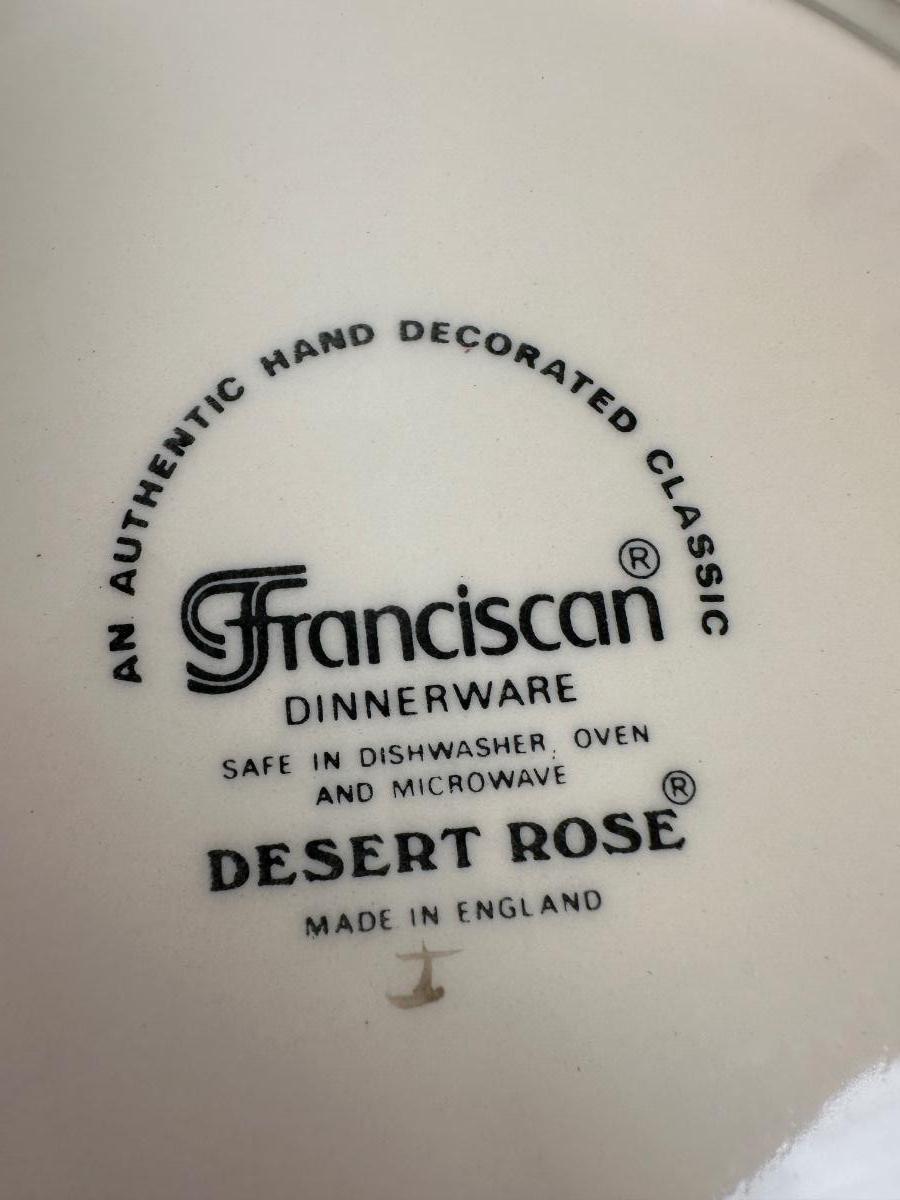 AN AUTHENTIC HAND DECORATED CLASSIC
Franciscan®
DINNERWARE
SAFE IN DISHWASHER, OVEN
AND MICROWAVE
DESERT ROSE®
MADE IN ENGLAND